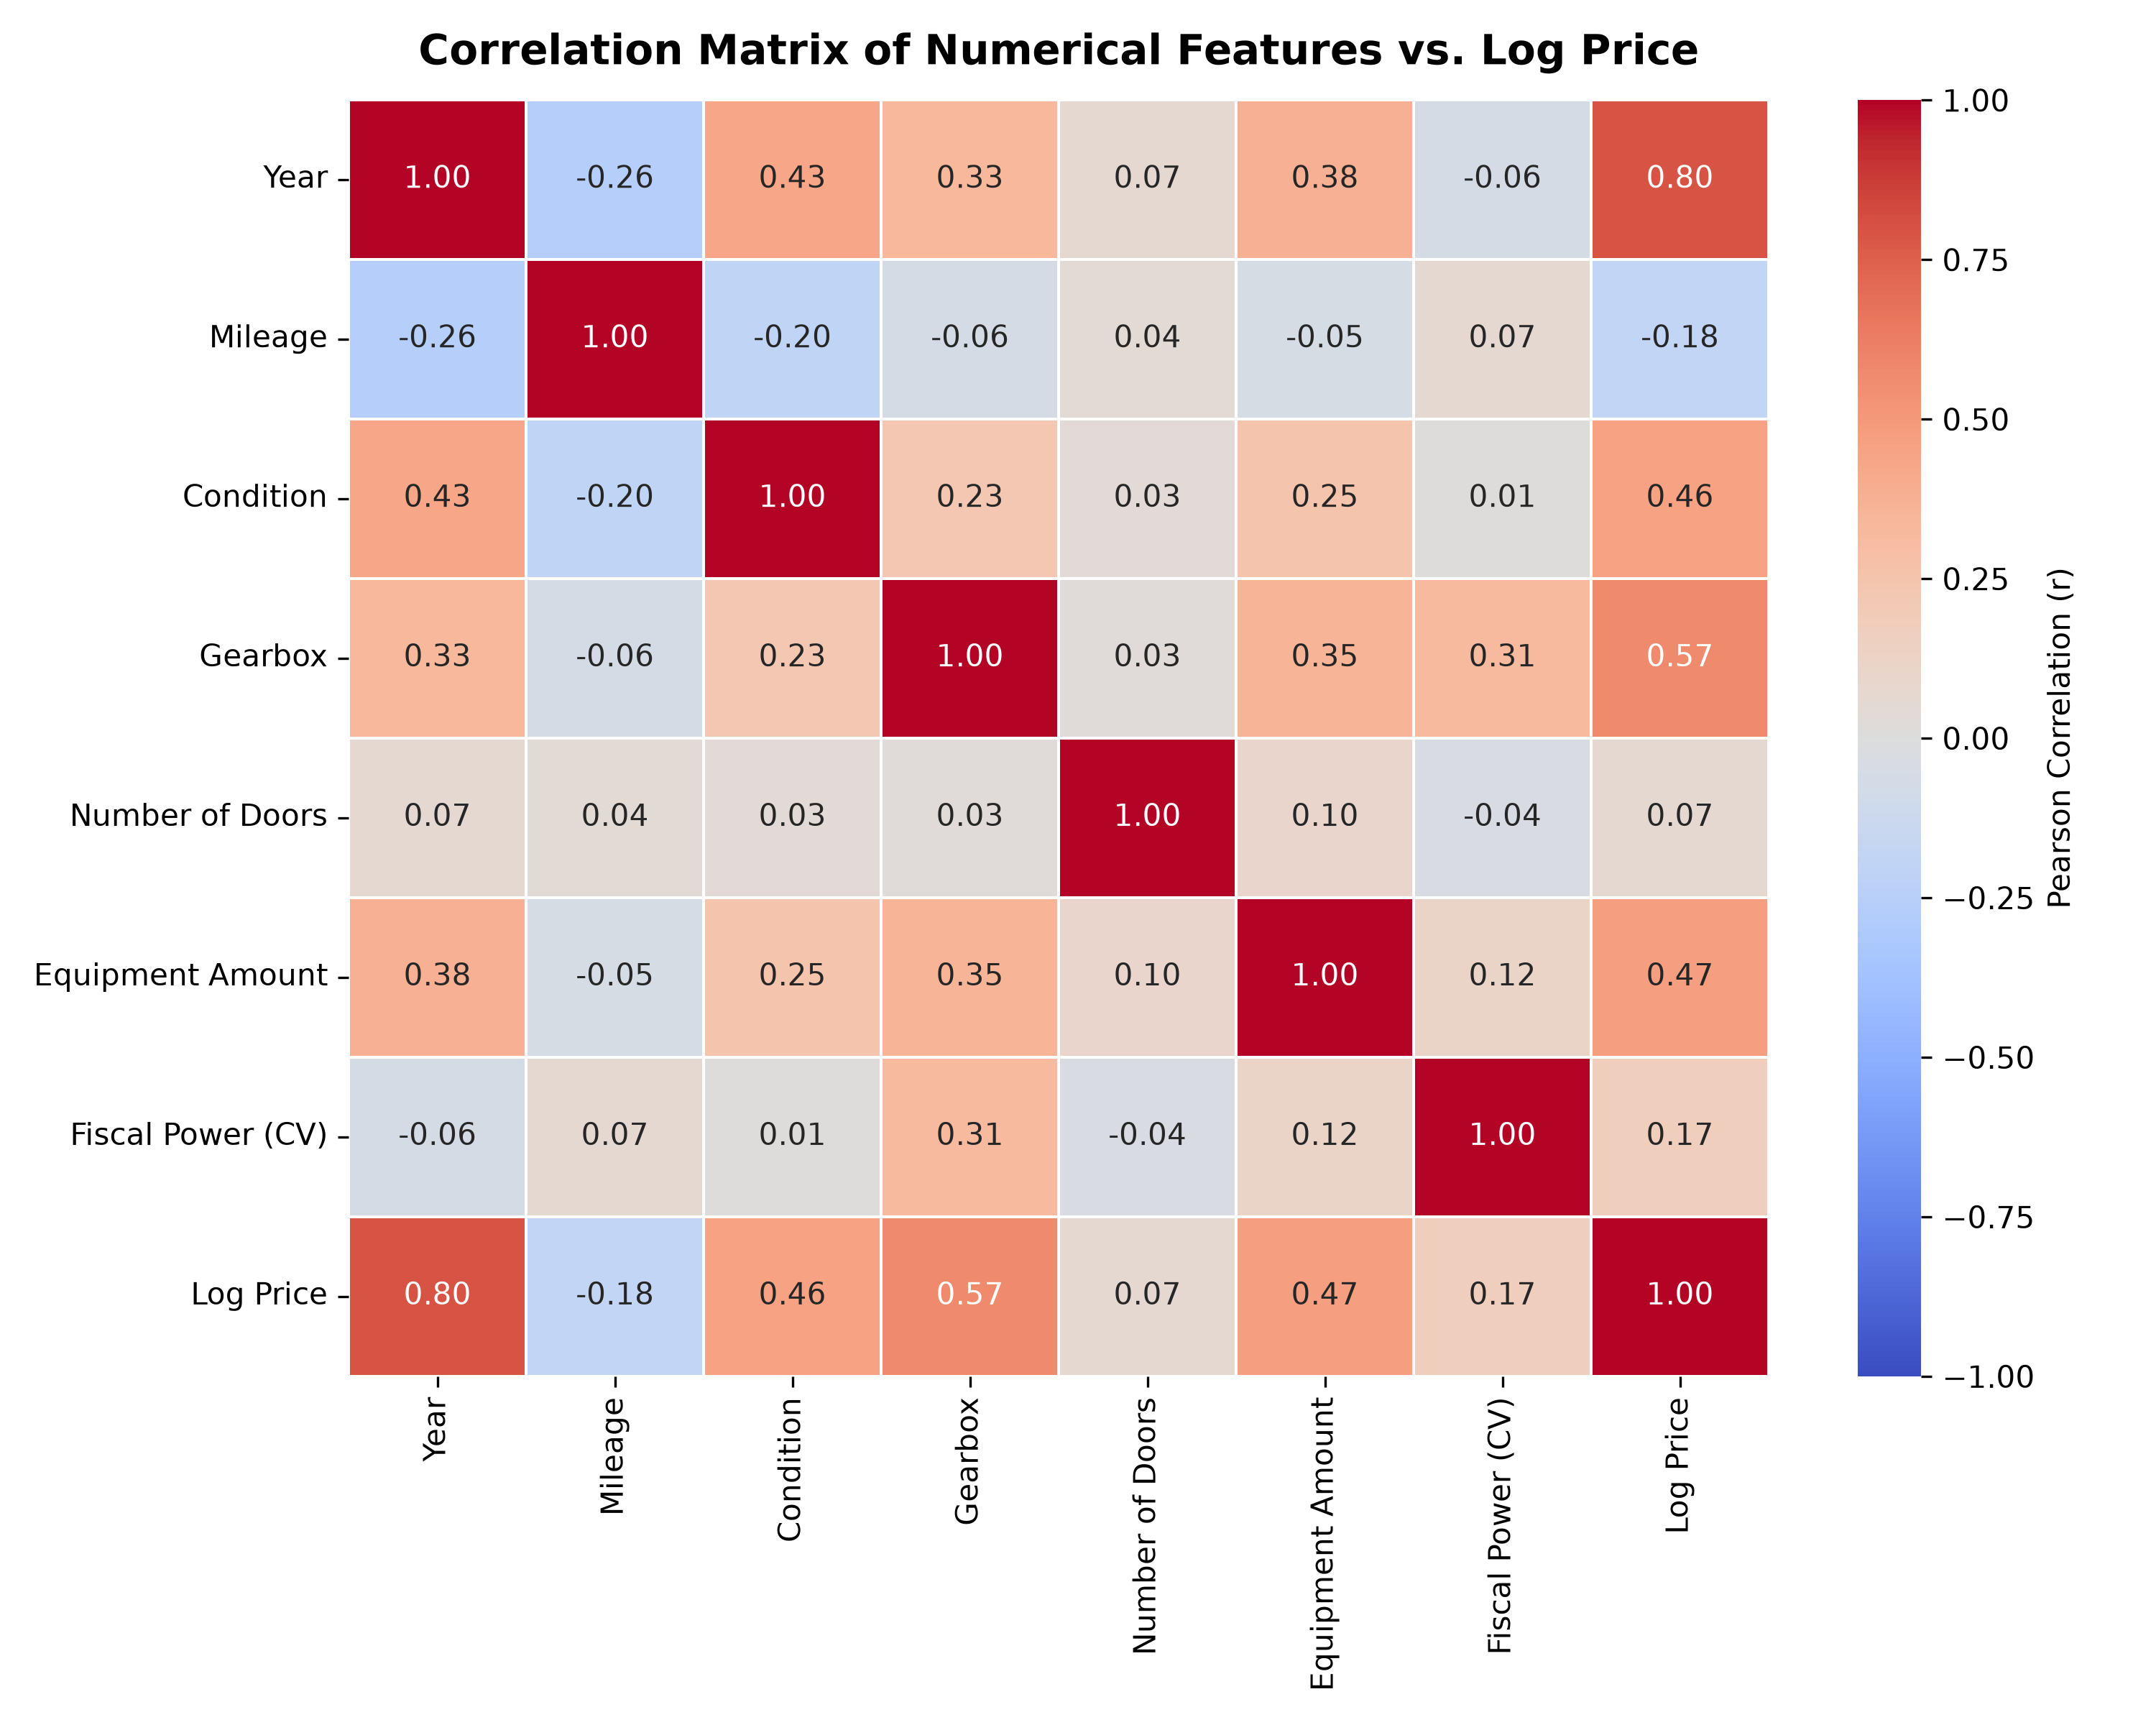 Correlation Matrix of Numerical Features vs. Log Price
Year 1.00 -0.26 0.43 0.33 0.07 0.38 -0.06 0.80
Mileage -0.26 1.00 -0.20 -0.06 0.04 -0.05 0.07 -0.18
Condition 0.43 -0.20 1.00 0.23 0.03 0.25 0.01 0.46
Gearbox 0.33 -0.06 0.23 1.00 0.03 0.35 0.31 0.57
Number of Doors 0.07 0.04 0.03 0.03 1.00 0.10 -0.04 0.07
Equipment Amount 0.38 -0.05 0.25 0.35 0.10 1.00 0.12 0.47
Fiscal Power (CV) -0.06 0.07 0.01 0.31 -0.04 0.12 1.00 0.17
Log Price 0.80 -0.18 0.46 0.57 0.07 0.47 0.17 1.00
Year
Mileage
Condition
Gearbox
Number of Doors
Equipment Amount
Fiscal Power (CV)
Log Price
1.00
0.75
0.50
0.25
0.00
−0.25
−0.50
−0.75
−1.00
Pearson Correlation (r)